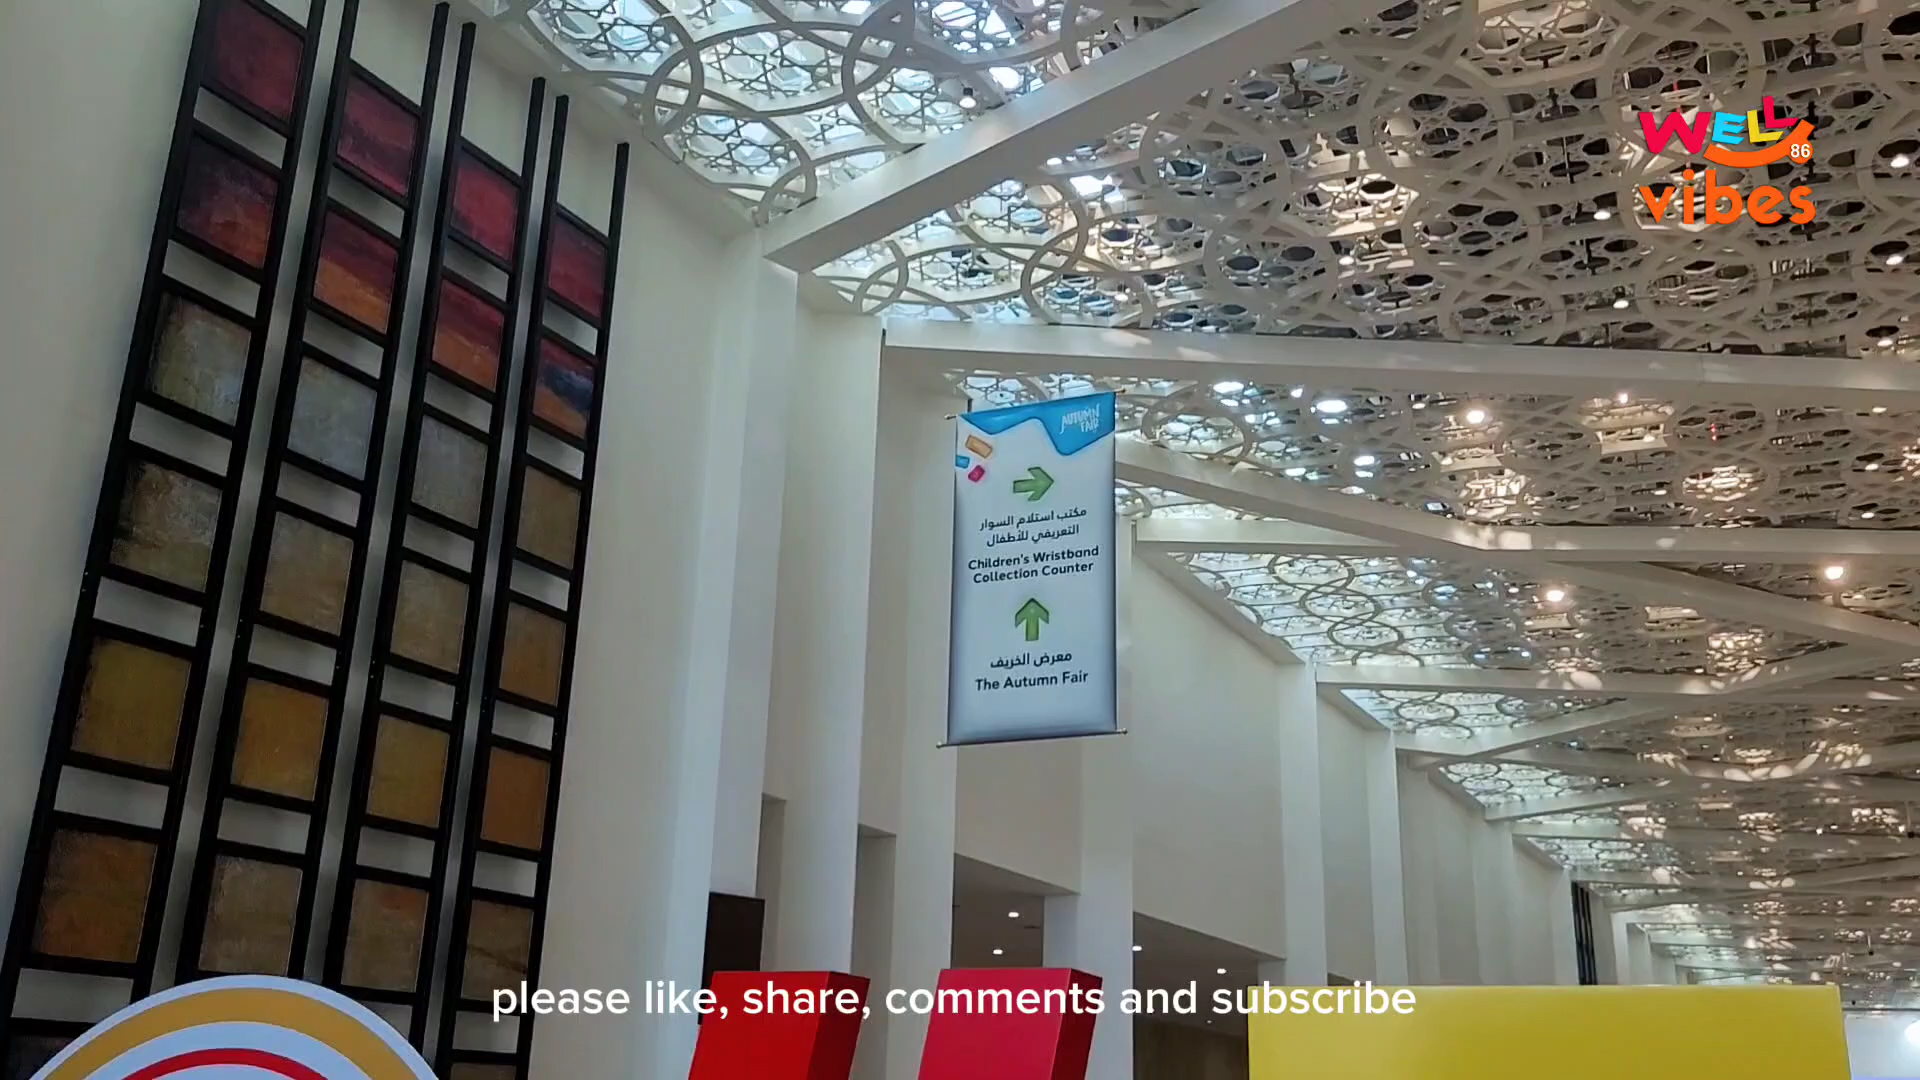 WELL
86
vibes
AUTUMN
FAIR
مكتب استلام السوار
التعريفي للأطفال
Children's Wristband
Collection Counter
معرض الخريف
The Autumn Fair
please like, share, comments and subscribe